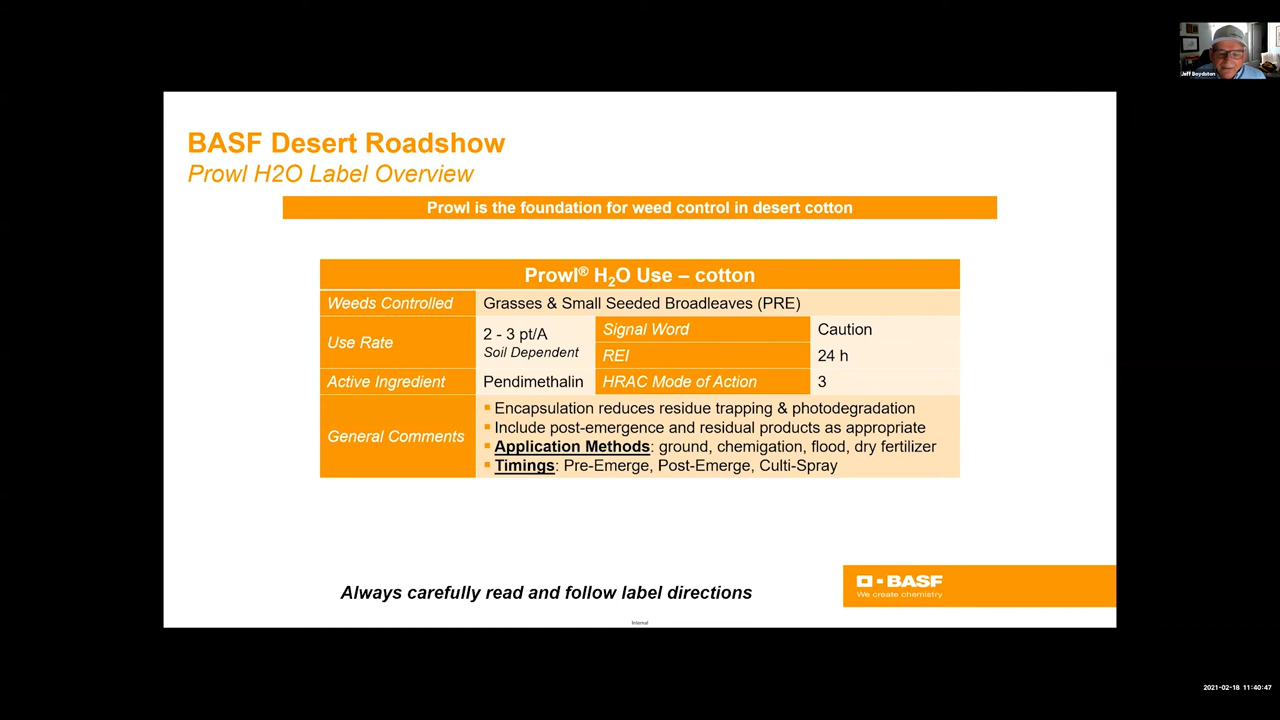 Jeff Boydston
BASF Desert Roadshow
Prowl H2O Label Overview
Prowl is the foundation for weed control in desert cotton
Prowl® H₂O Use – cotton
Weeds Controlled Grasses & Small Seeded Broadleaves (PRE)
Use Rate 2 - 3 pt/A Soil Dependent Signal Word Caution
REI 24 h
Active Ingredient Pendimethalin HRAC Mode of Action 3
General Comments
▪ Encapsulation reduces residue trapping & photodegradation
▪ Include post-emergence and residual products as appropriate
▪ Application Methods: ground, chemigation, flood, dry fertilizer
▪ Timings: Pre-Emerge, Post-Emerge, Culti-Spray
Always carefully read and follow label directions
BASF
We create chemistry
Internal
2021-02-18 11:40:47